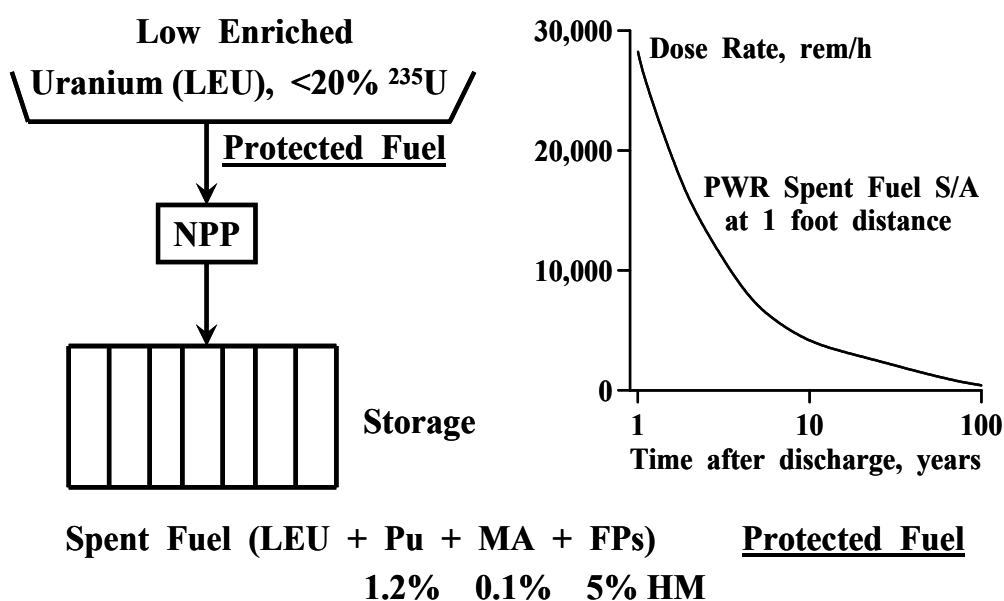 Low Enriched
Uranium (LEU), <20% ²³⁵U
Protected Fuel
NPP
Storage
30,000
20,000
10,000
0
Dose Rate, rem/h
PWR Spent Fuel S/A
at 1 foot distance
1 10 100
Time after discharge, years
Spent Fuel (LEU + Pu + MA + FPs) Protected Fuel
1.2% 0.1% 5% HM